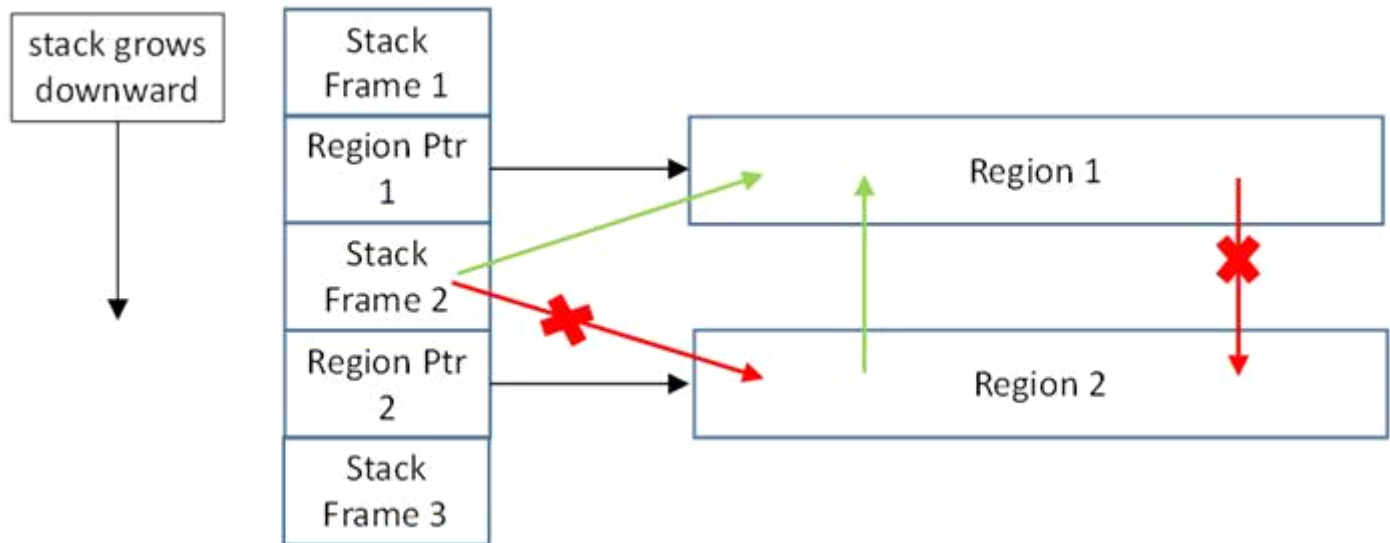 stack grows
downward
Stack
Frame 1
Region Ptr
1
Region 1
Stack
Frame 2
Region Ptr
2
Region 2
Stack
Frame 3